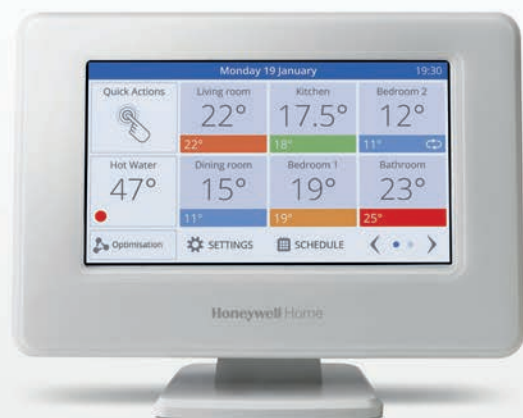 Monday 19 January 19:30
Quick Actions
Living room
22°
22°
Kitchen
17.5°
18°
Bedroom 2
12°
11°
Hot Water
47°
Dining room
15°
11°
Bedroom 1
19°
19°
Bathroom
23°
25°
Optomisation
SETTINGS
SCHEDULE
Honeywell Home